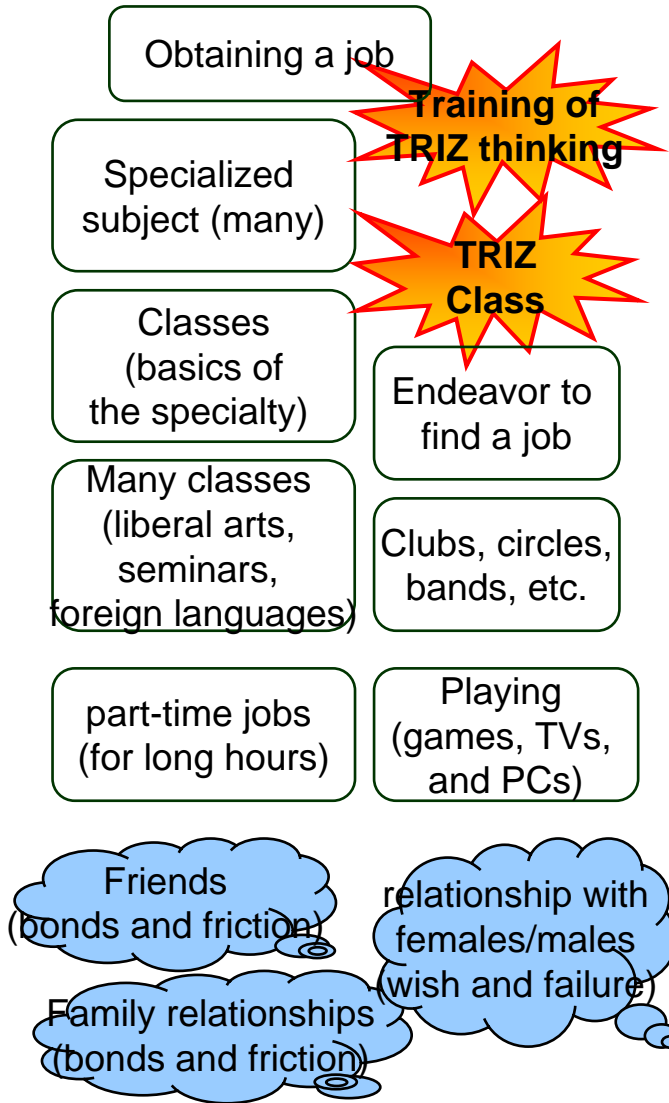 Obtaining a job
Training of
TRIZ thinking
Specialized
subject (many)
TRIZ
Class
Classes
(basics of
the specialty)
Endeavor to
find a job
Many classes
(liberal arts,
seminars,
foreign languages)
Clubs, circles,
bands, etc.
part-time jobs
(for long hours)
Playing
(games, TVs,
and PCs)
Friends
(bonds and friction)
relationship with
females/males
(wish and failure)
Family relationships
(bonds and friction)